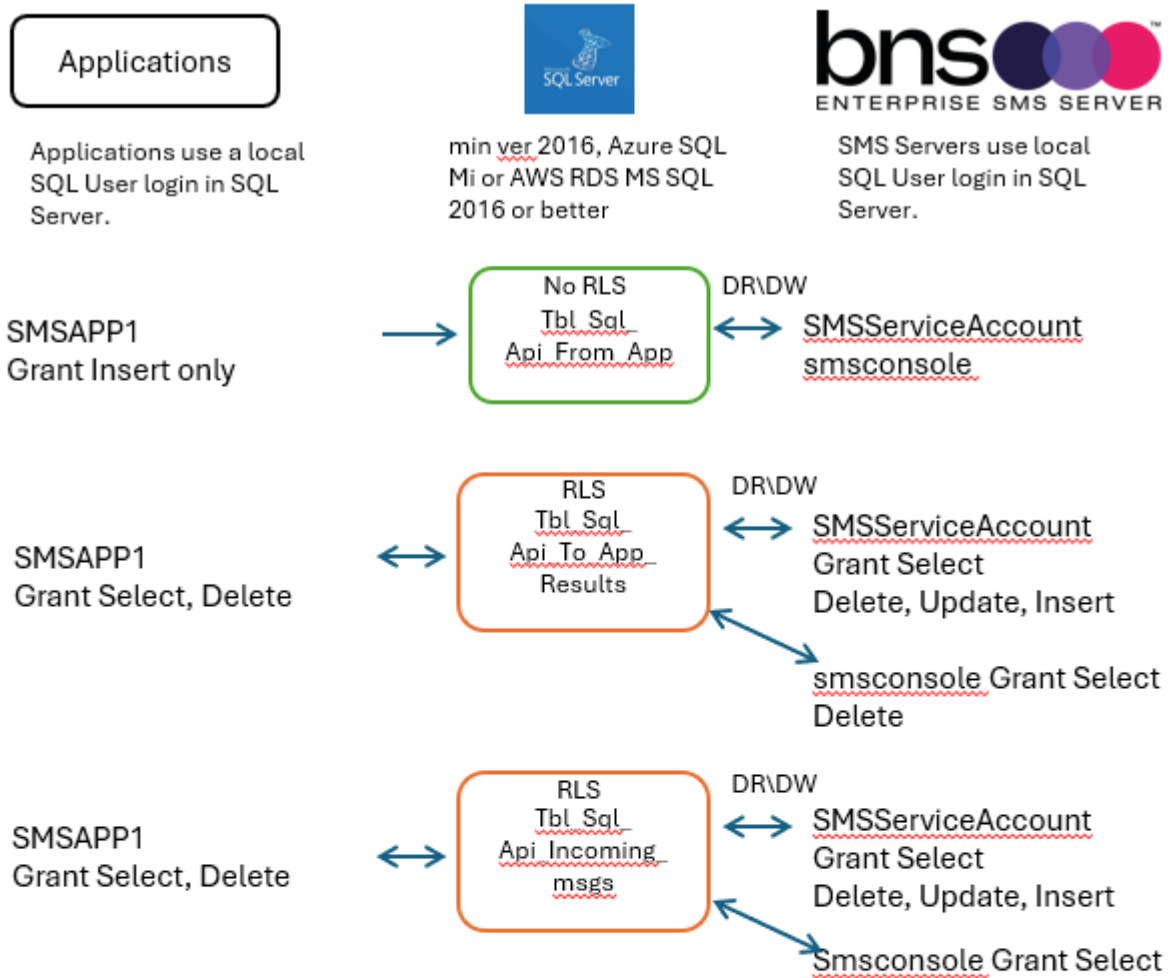 Applications
Microsoft
SQL Server
bns
™
ENTERPRISE SMS SERVER
Applications use a local
SQL User login in SQL
Server.
min ver 2016, Azure SQL
Mi or AWS RDS MS SQL
2016 or better
SMS Servers use local
SQL User login in SQL
Server.
SMSAPP1
Grant Insert only
No RLS
Tbl_Sql_
Api_From_App
DR\DW
SMSServiceAccount
smsconsole
SMSAPP1
Grant Select, Delete
RLS
Tbl_Sql_
Api_To_App_
Results
DR\DW
SMSServiceAccount
Grant Select
Delete, Update, Insert
smsconsole Grant Select
Delete
SMSAPP1
Grant Select, Delete
RLS
Tbl_Sql_
Api_Incoming_
msgs
DR\DW
SMSServiceAccount
Grant Select
Delete, Update, Insert
Smsconsole Grant Select